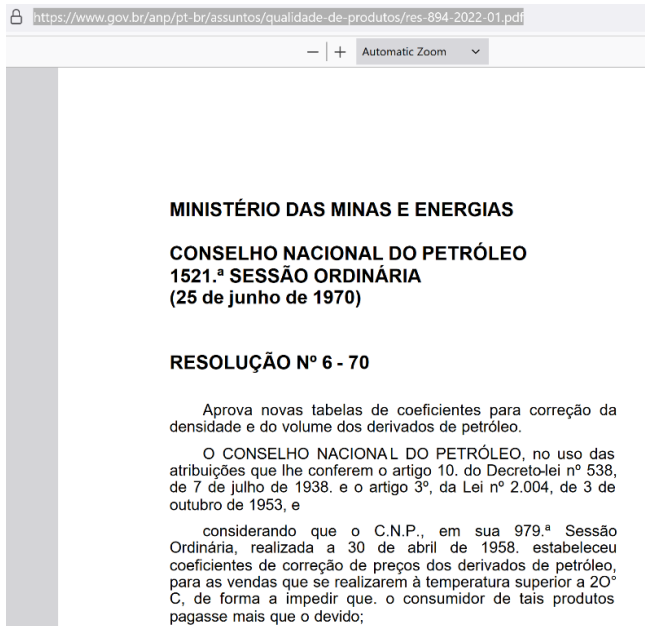 https://www.gov.br/anp/pt-br/assuntos/qualidade-de-produtos/res-894-2022-01.pdf
Automatic Zoom
MINISTÉRIO DAS MINAS E ENERGIAS
CONSELHO NACIONAL DO PETRÓLEO
1521.ª SESSÃO ORDINÁRIA
(25 de junho de 1970)
RESOLUÇÃO Nº 6 - 70
Aprova novas tabelas de coeficientes para correção da
densidade e do volume dos derivados de petróleo.
O CONSELHO NACIONAL DO PETRÓLEO, no uso das
atribuições que lhe conferem o artigo 10. do Decreto-lei nº 538,
de 7 de julho de 1938. e o artigo 3º, da Lei nº 2.004, de 3 de
outubro de 1953, e
considerando que o C.N.P., em sua 979.ª Sessão
Ordinária, realizada a 30 de abril de 1958. estabeleceu
coeficientes de correção de preços dos derivados de petróleo,
para as vendas que se realizarem à temperatura superior a 2O°
C, de forma a impedir que. o consumidor de tais produtos
pagasse mais que o devido;